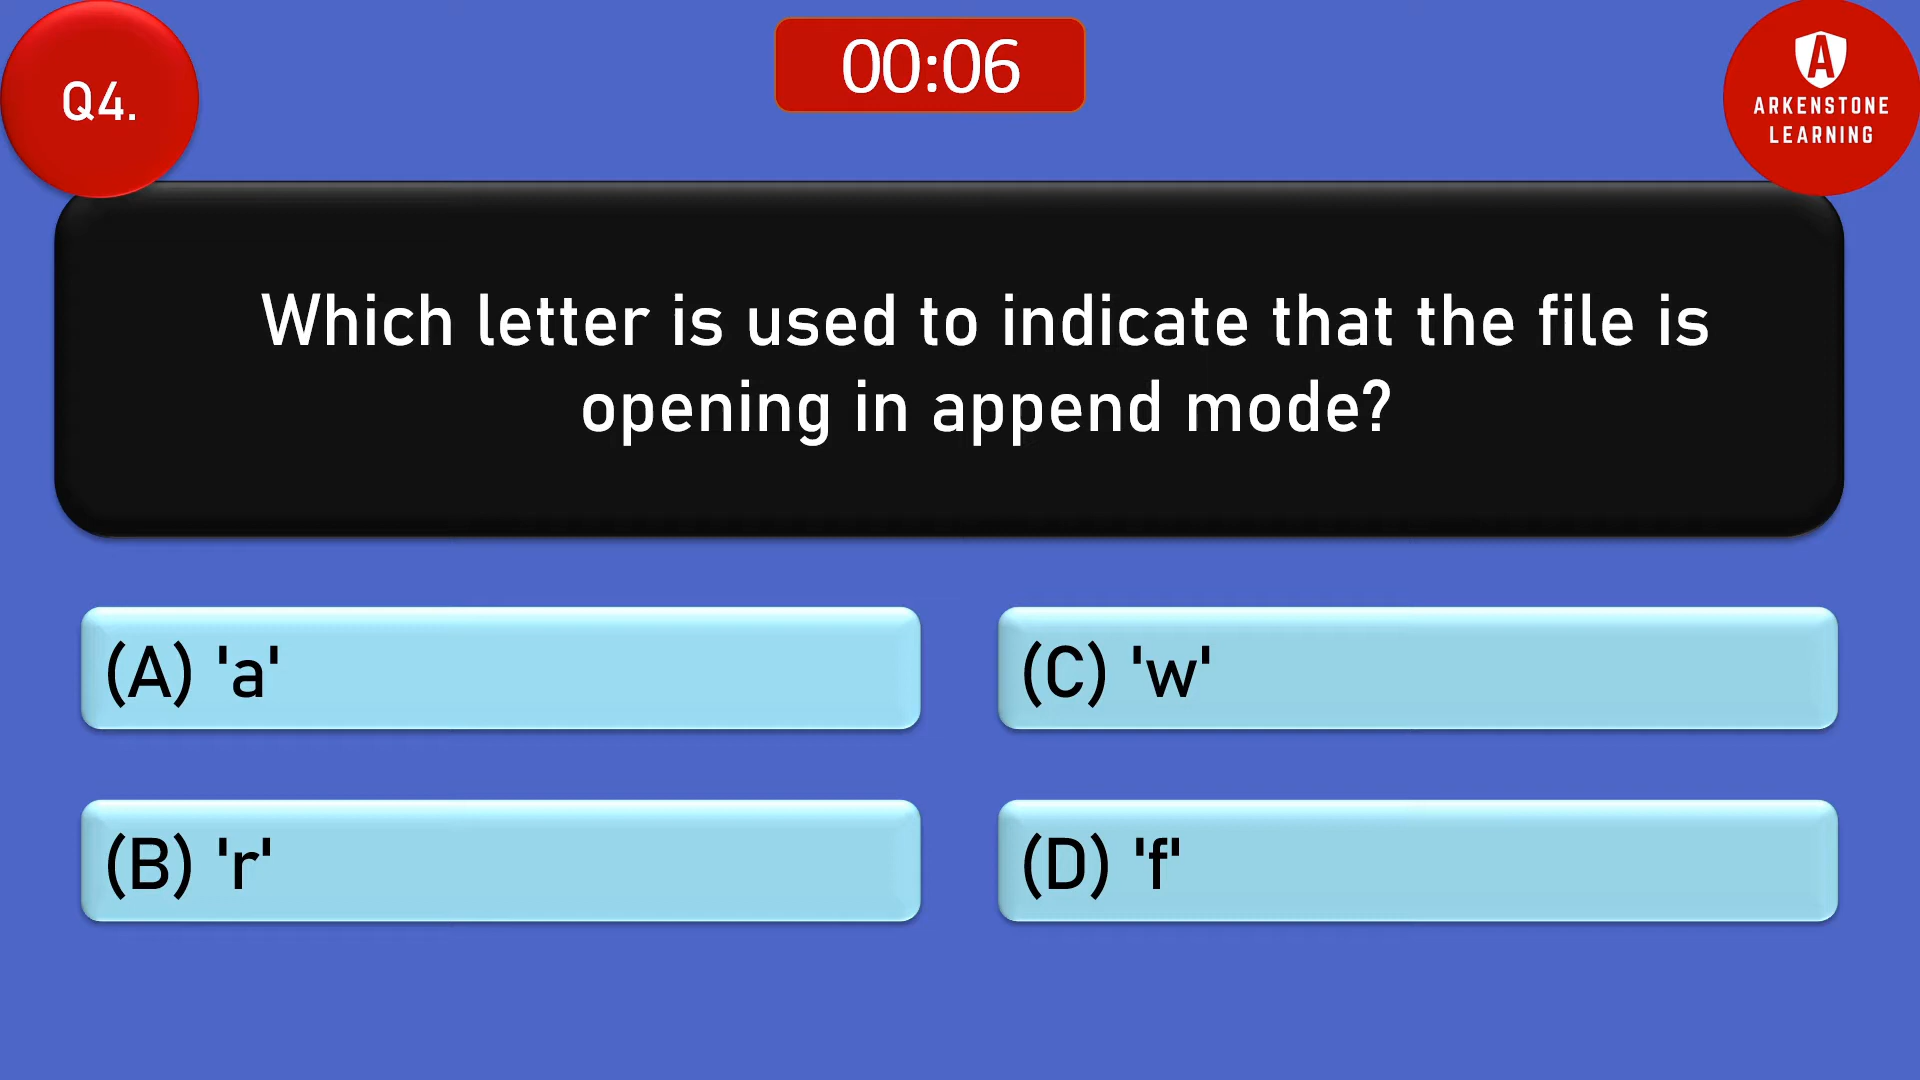 Q4.
00:06
A
ARKENSTONE
LEARNING
Which letter is used to indicate that the file is
opening in append mode?
(A) 'a'
(C) 'w'
(B) 'r'
(D) 'f'